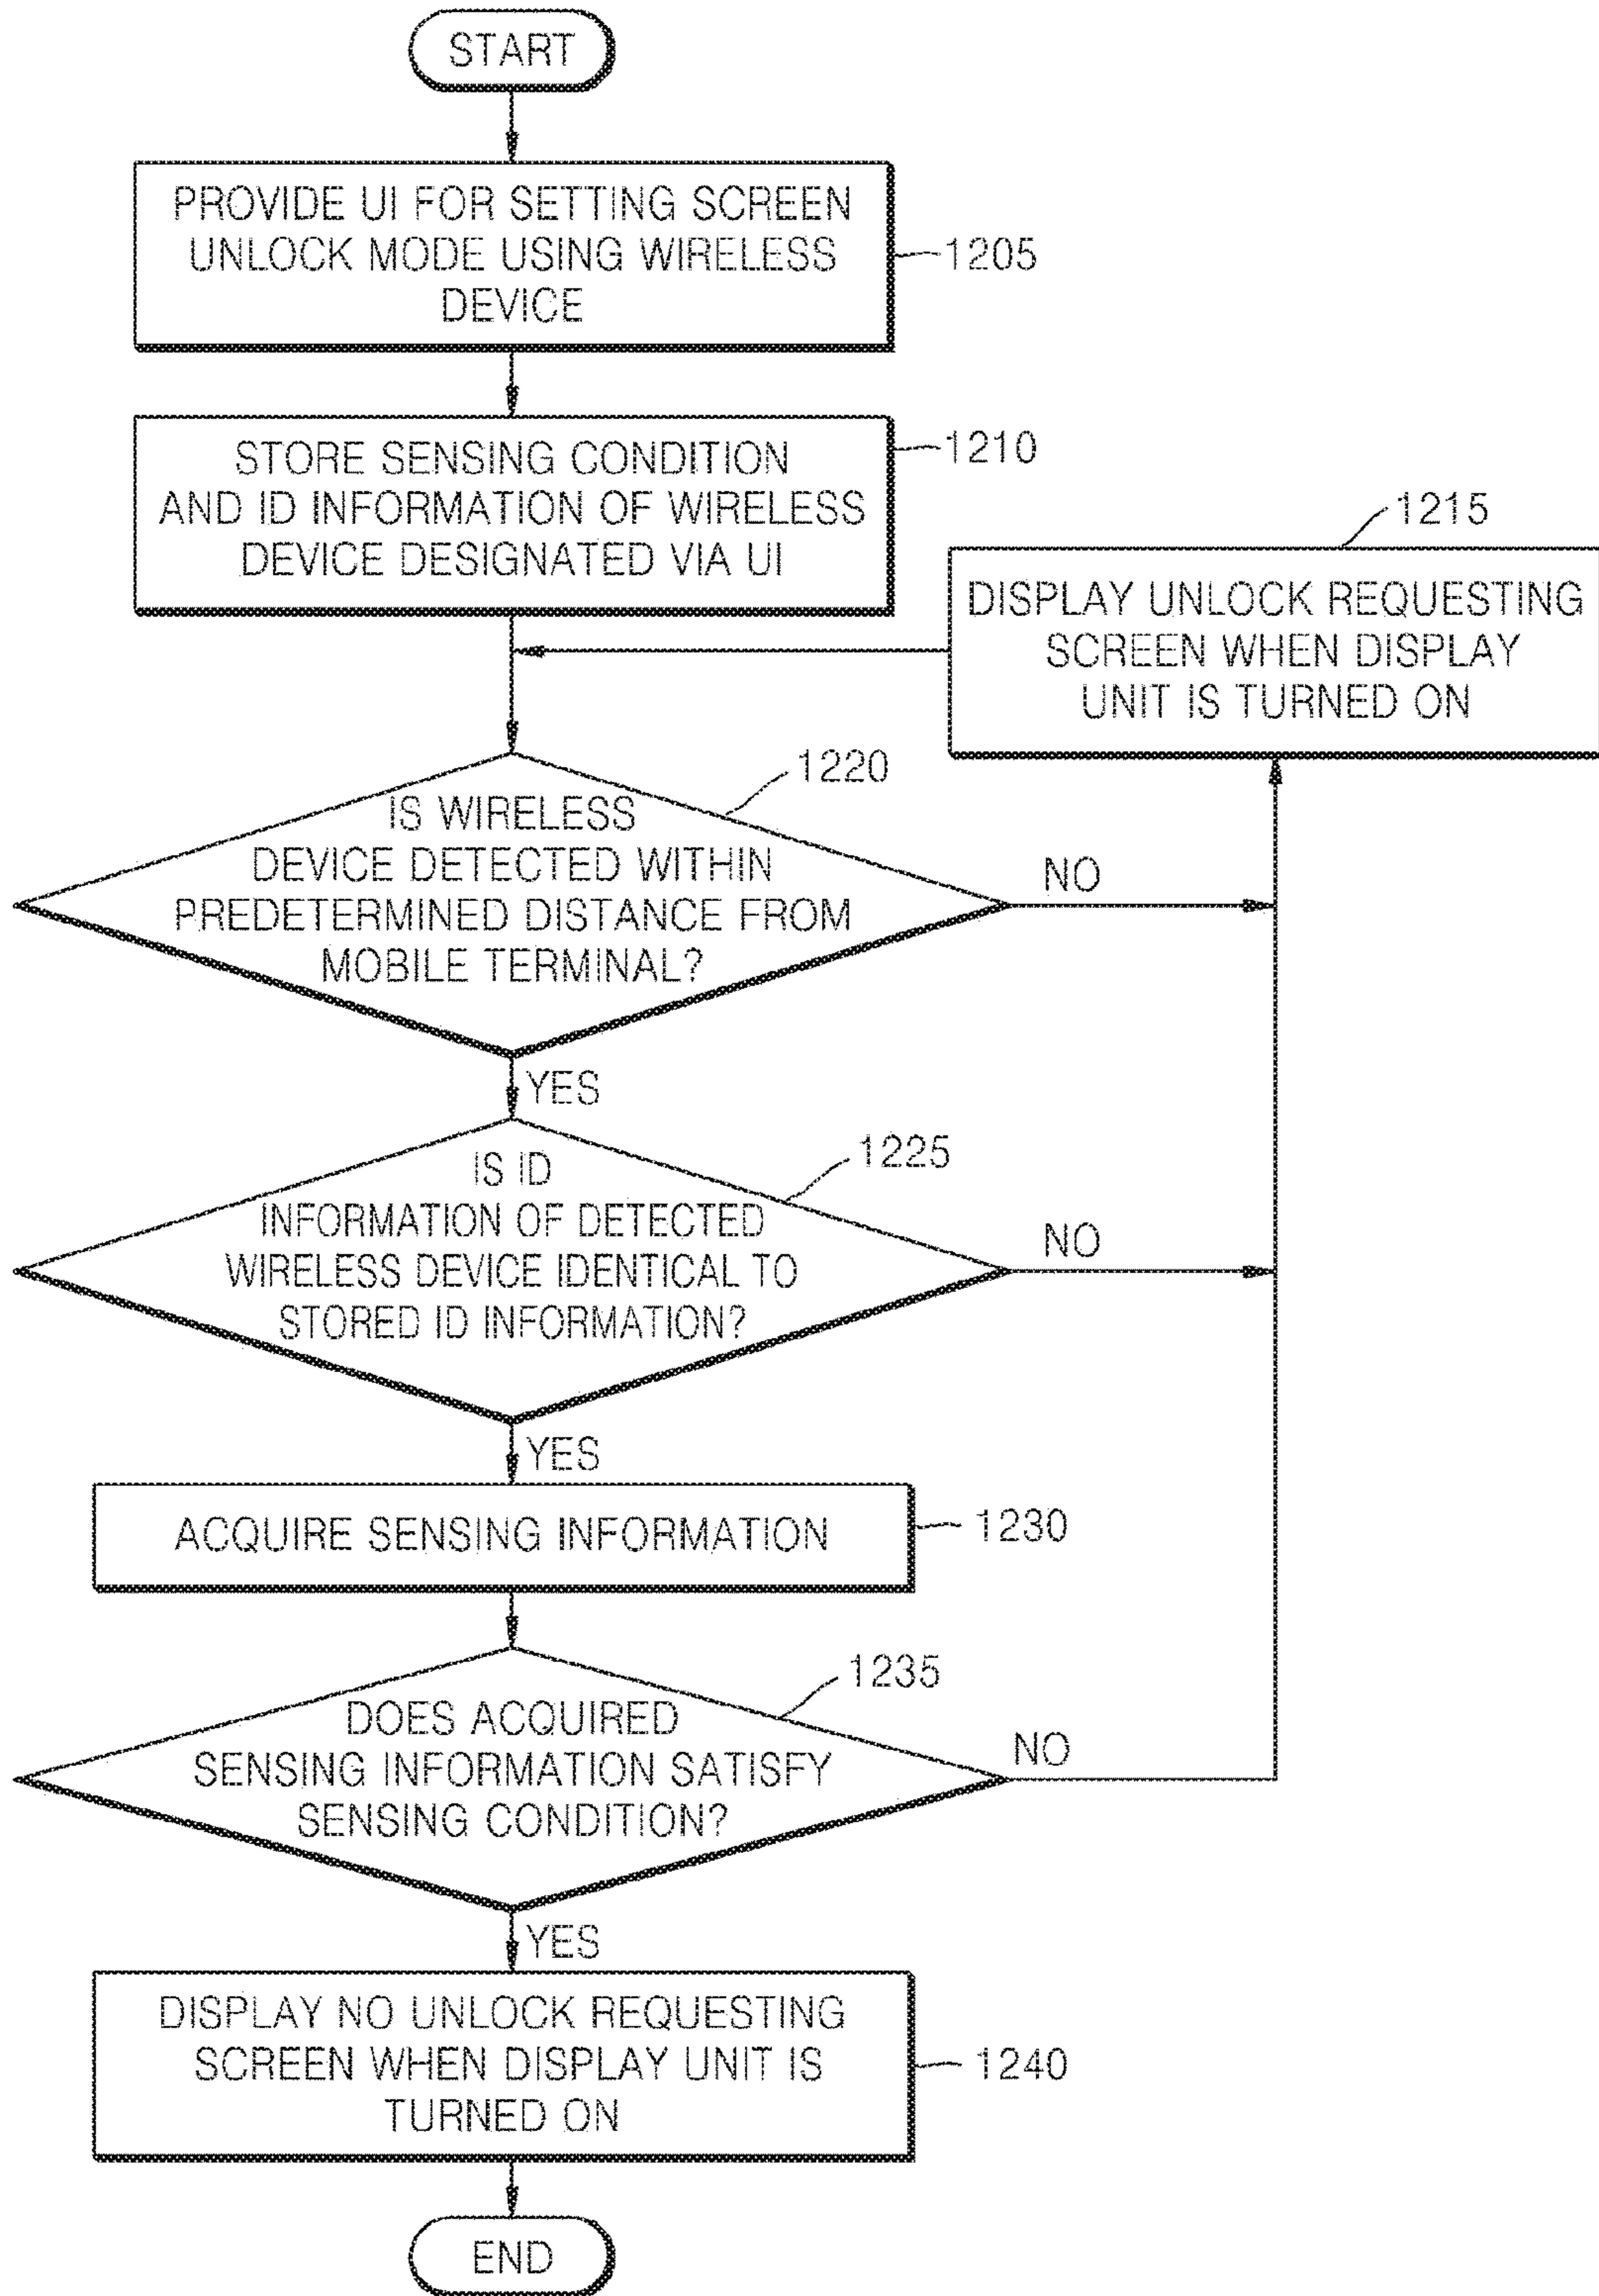 START
PROVIDE UI FOR SETTING SCREEN
UNLOCK MODE USING WIRELESS
DEVICE
1205
STORE SENSING CONDITION
AND ID INFORMATION OF WIRELESS
DEVICE DESIGNATED VIA UI
1210
1215
DISPLAY UNLOCK REQUESTING
SCREEN WHEN DISPLAY
UNIT IS TURNED ON
1220
IS WIRELESS
DEVICE DETECTED WITHIN
PREDETERMINED DISTANCE FROM
MOBILE TERMINAL?
NO
YES
1225
IS ID
INFORMATION OF DETECTED
WIRELESS DEVICE IDENTICAL TO
STORED ID INFORMATION?
NO
YES
ACQUIRE SENSING INFORMATION
1230
1235
DOES ACQUIRED
SENSING INFORMATION SATISFY
SENSING CONDITION?
NO
YES
DISPLAY NO UNLOCK REQUESTING
SCREEN WHEN DISPLAY UNIT IS
TURNED ON
1240
END